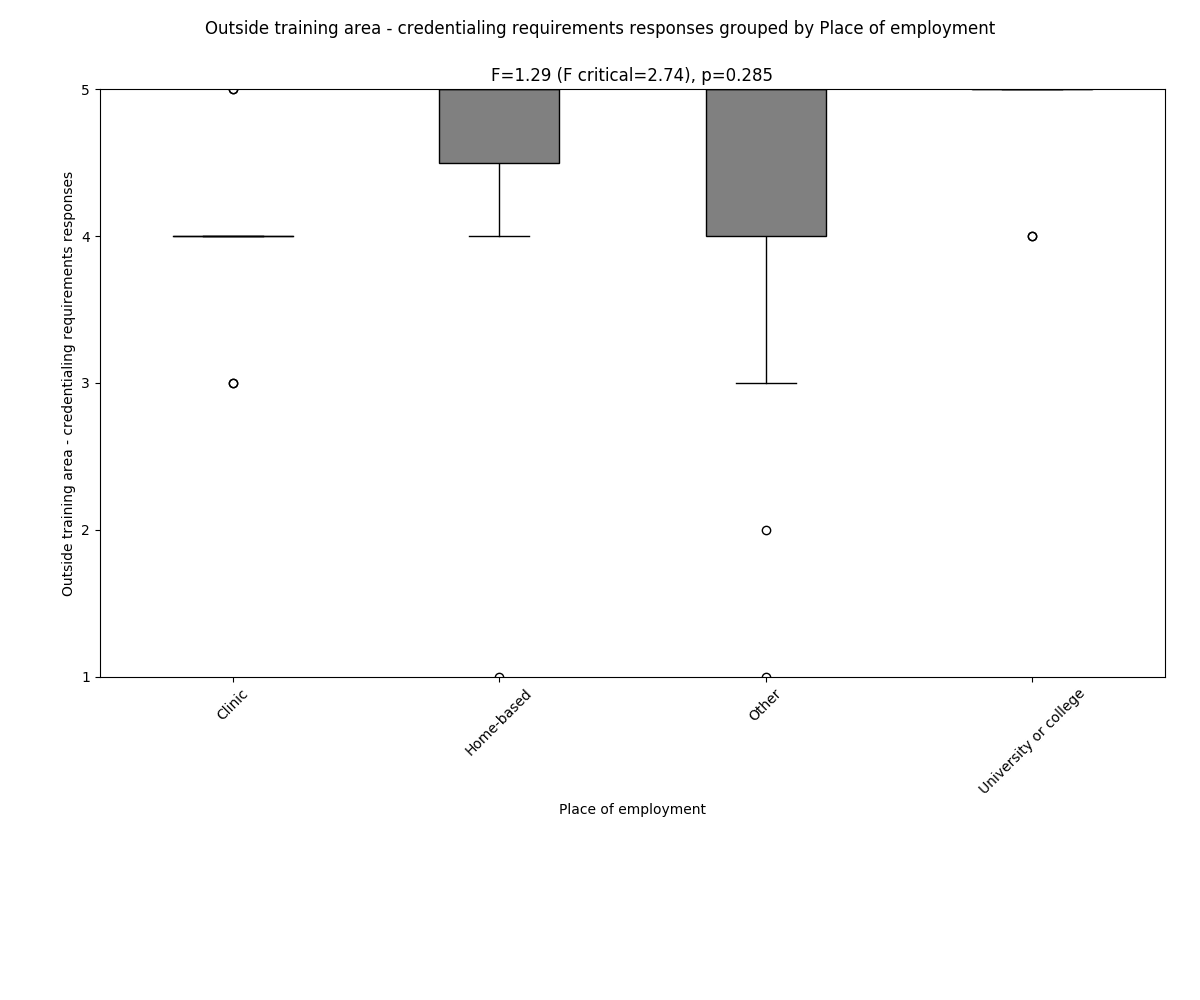 Outside training area - credentialing requirements responses grouped by Place of employment
F=1.29 (F critical=2.74), p=0.285
Outside training area - credentialing requirements responses
5
4
3
2
1
Clinic
Home-based
Other
University or college
Place of employment